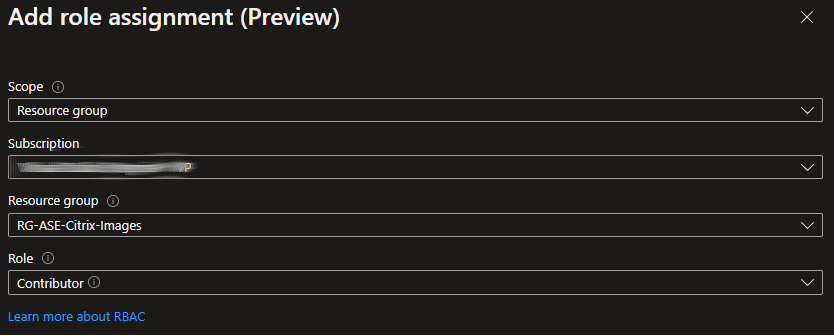 Add role assignment (Preview)
Scope
Resource group
Subscription
Resource group
RG-ASE-Citrix-Images
Role
Contributor
Learn more about RBAC